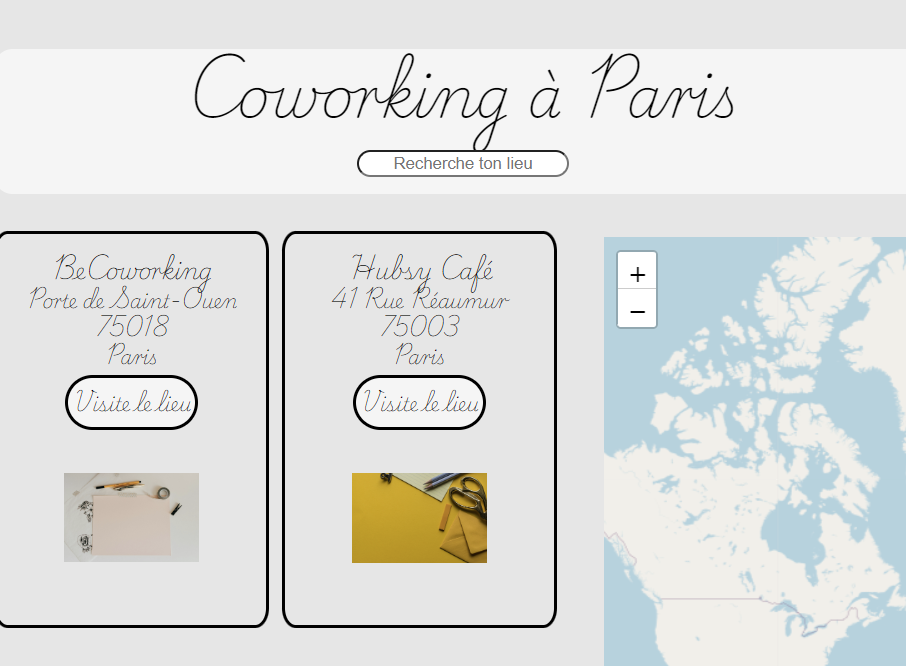 Coworking à Paris
Recherche ton lieu
BeCoworking
Porte de Saint-Ouen
75018
Paris
Visite le lieu
Hubsy Café
41 Rue Réaumur
75003
Paris
Visite le lieu
+
−